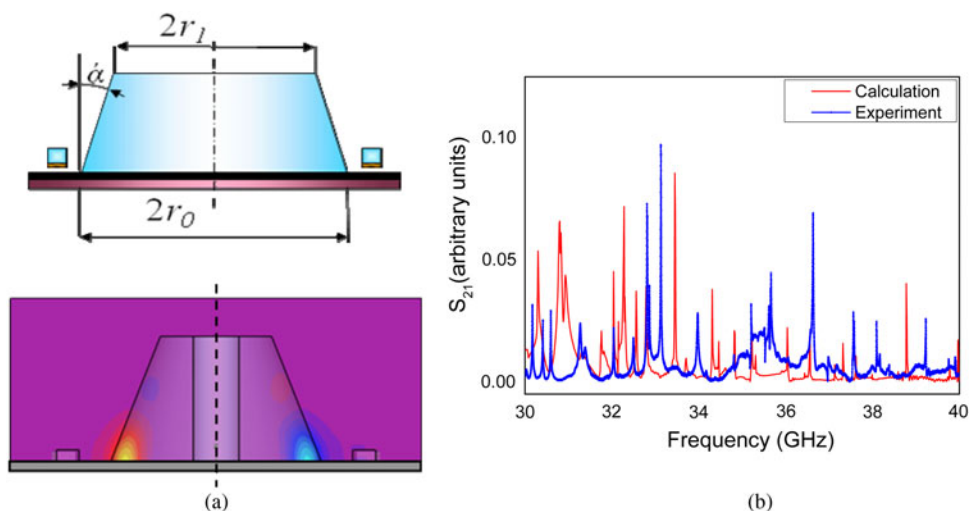 2r₁
ά
2r₀
(a)
S₂₁(arbitrary units)
0.10
0.05
0.00
Calculation
Experiment
30 32 34 36 38 40
Frequency (GHz)
(b)